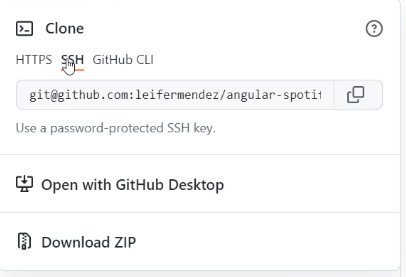 Clone
HTTPS SSH GitHub CLI
git@github.com:leifermendez/angular-spotif
Use a password-protected SSH key.
Open with GitHub Desktop
Download ZIP